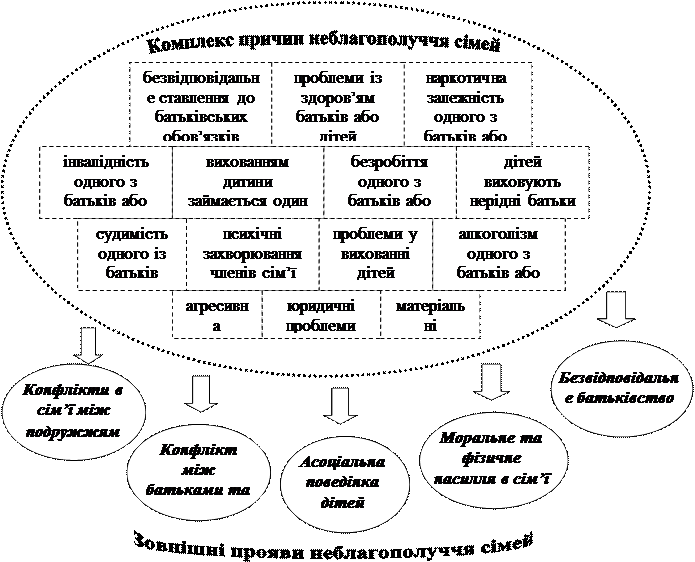 Комплекс причин неблагополуччя сімей
безвідповідальн
е ставлення до
батьківських
обов'язків
проблеми із
здоров'ям
батьків або
дітей
наркотична
залежність
одного з
батьків або
інвалідність
одного з
батьків або
вихованням
дитини
займається один
безробіття
одного з
батьків або
дітей
виховують
нерідні батьки
судимість
одного із
батьків
психічні
захворювання
членів сім'ї
проблеми у
вихованні
дітей
алкоголізм
одного з
батьків або
агресивн
а
юридичні
проблеми
матеріаль
ні
Конфлікти в
сім'ї між
подружжям
Конфлікт
між
батьками та
Асоціальна
поведінка
дітей
Моральне та
фізичне
насилля в сім'ї
Безвідповідальн
е батьківство
Зовнішні прояви неблагополуччя сімей